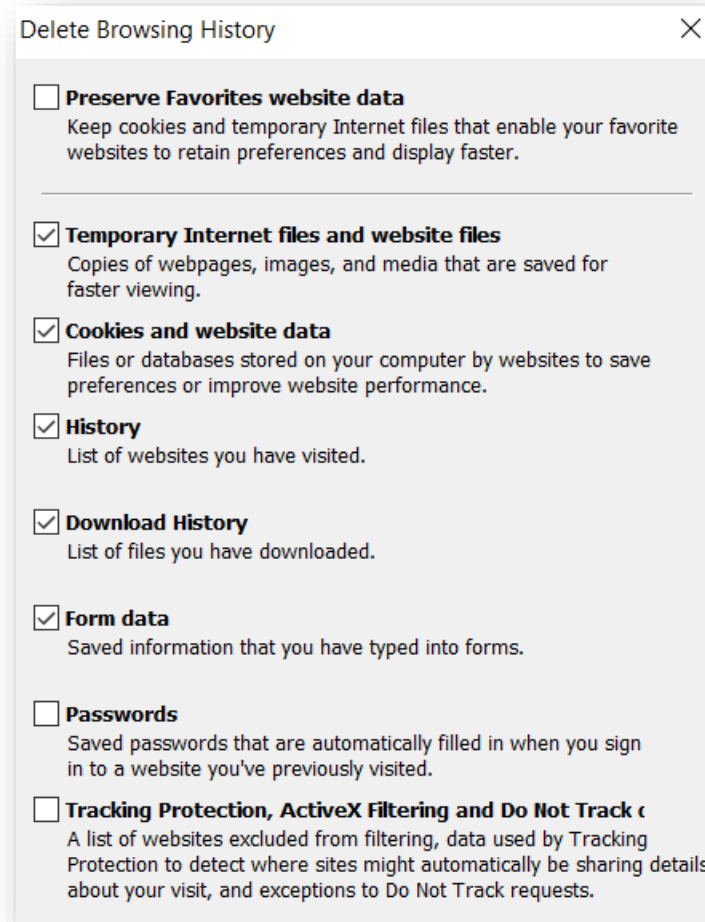 Delete Browsing History
Preserve Favorites website data
Keep cookies and temporary Internet files that enable your favorite
websites to retain preferences and display faster.
Temporary Internet files and website files
Copies of webpages, images, and media that are saved for
faster viewing.
Cookies and website data
Files or databases stored on your computer by websites to save
preferences or improve website performance.
History
List of websites you have visited.
Download History
List of files you have downloaded.
Form data
Saved information that you have typed into forms.
Passwords
Saved passwords that are automatically filled in when you sign
in to a website you've previously visited.
Tracking Protection, ActiveX Filtering and Do Not Track
A list of websites excluded from filtering, data used by Tracking
Protection to detect where sites might automatically be sharing details
about your visit, and exceptions to Do Not Track requests.